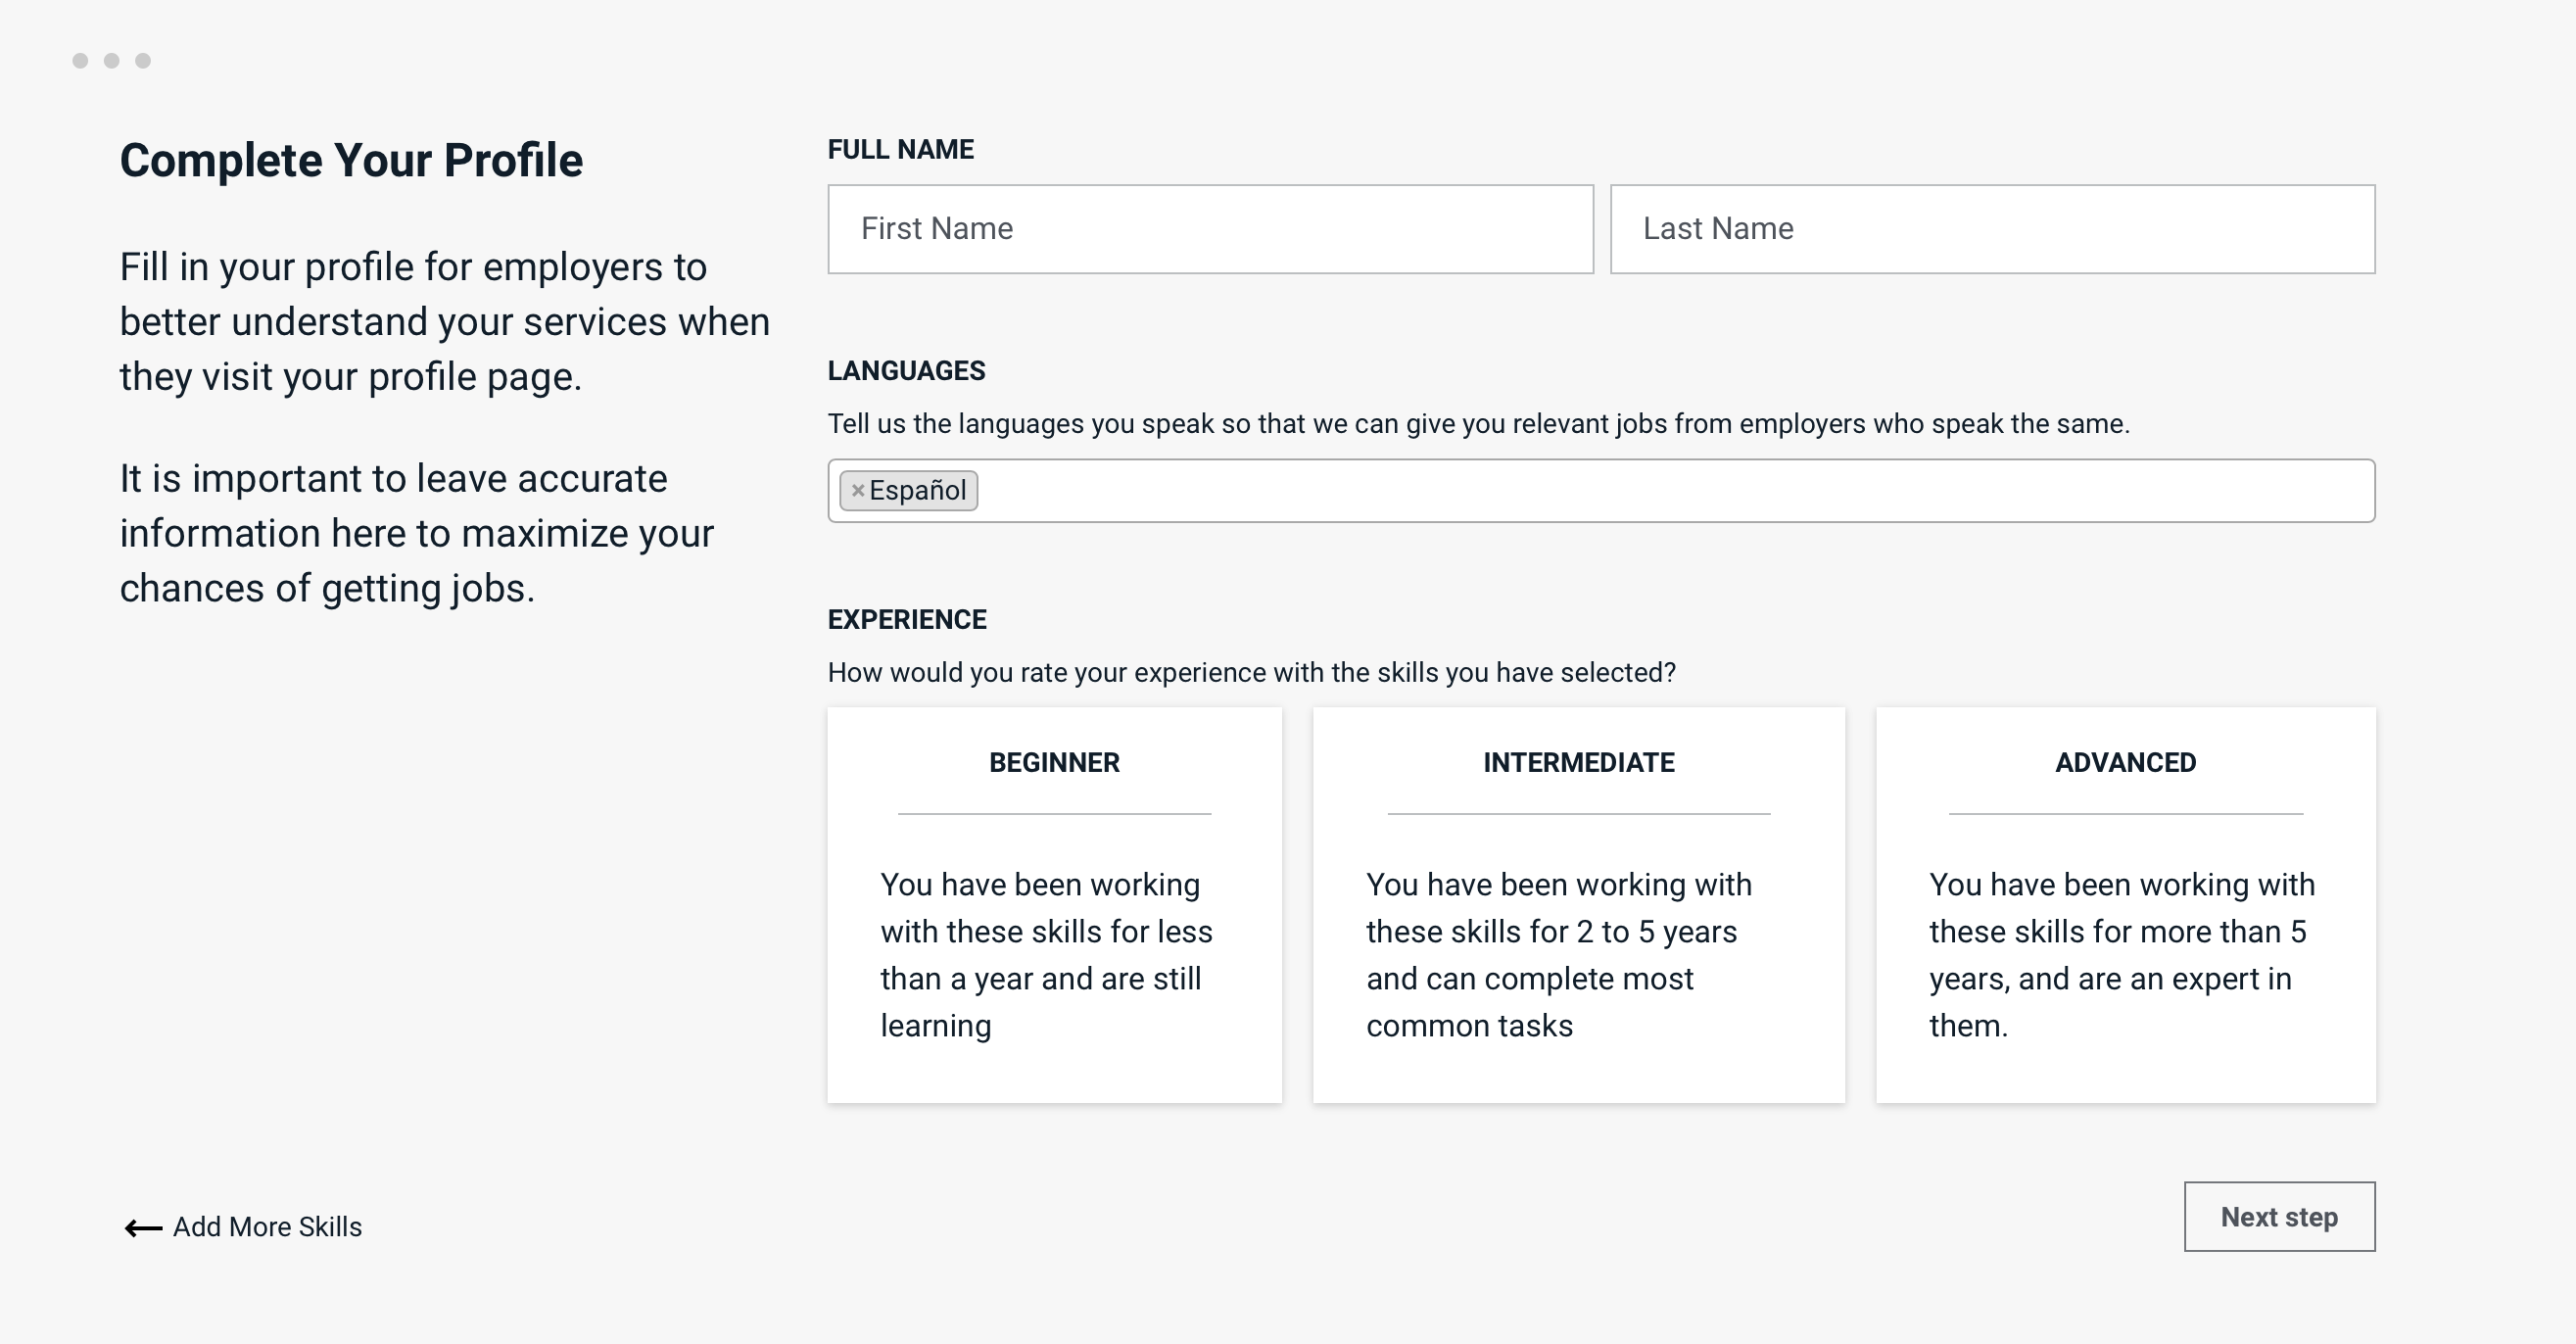 Complete Your Profile
Fill in your profile for employers to
better understand your services when
they visit your profile page.
It is important to leave accurate
information here to maximize your
chances of getting jobs.
FULL NAME
First Name
Last Name
LANGUAGES
Tell us the languages you speak so that we can give you relevant jobs from employers who speak the same.
×Español
EXPERIENCE
How would you rate your experience with the skills you have selected?
BEGINNER
You have been working
with these skills for less
than a year and are still
learning
INTERMEDIATE
You have been working with
these skills for 2 to 5 years
and can complete most
common tasks
ADVANCED
You have been working with
these skills for more than 5
years, and are an expert in
them.
Add More Skills
Next step